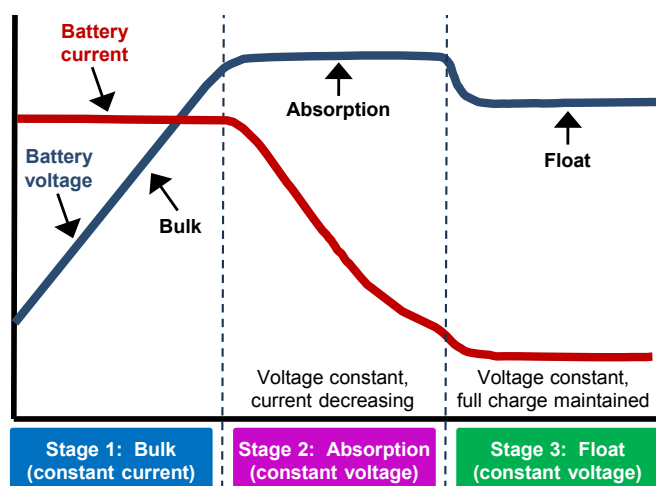 Battery
current
Absorption
Battery
voltage
Bulk
Float
Voltage constant,
current decreasing
Voltage constant,
full charge maintained
Stage 1:  Bulk
(constant current)
Stage 2:  Absorption
(constant voltage)
Stage 3:  Float
(constant voltage)